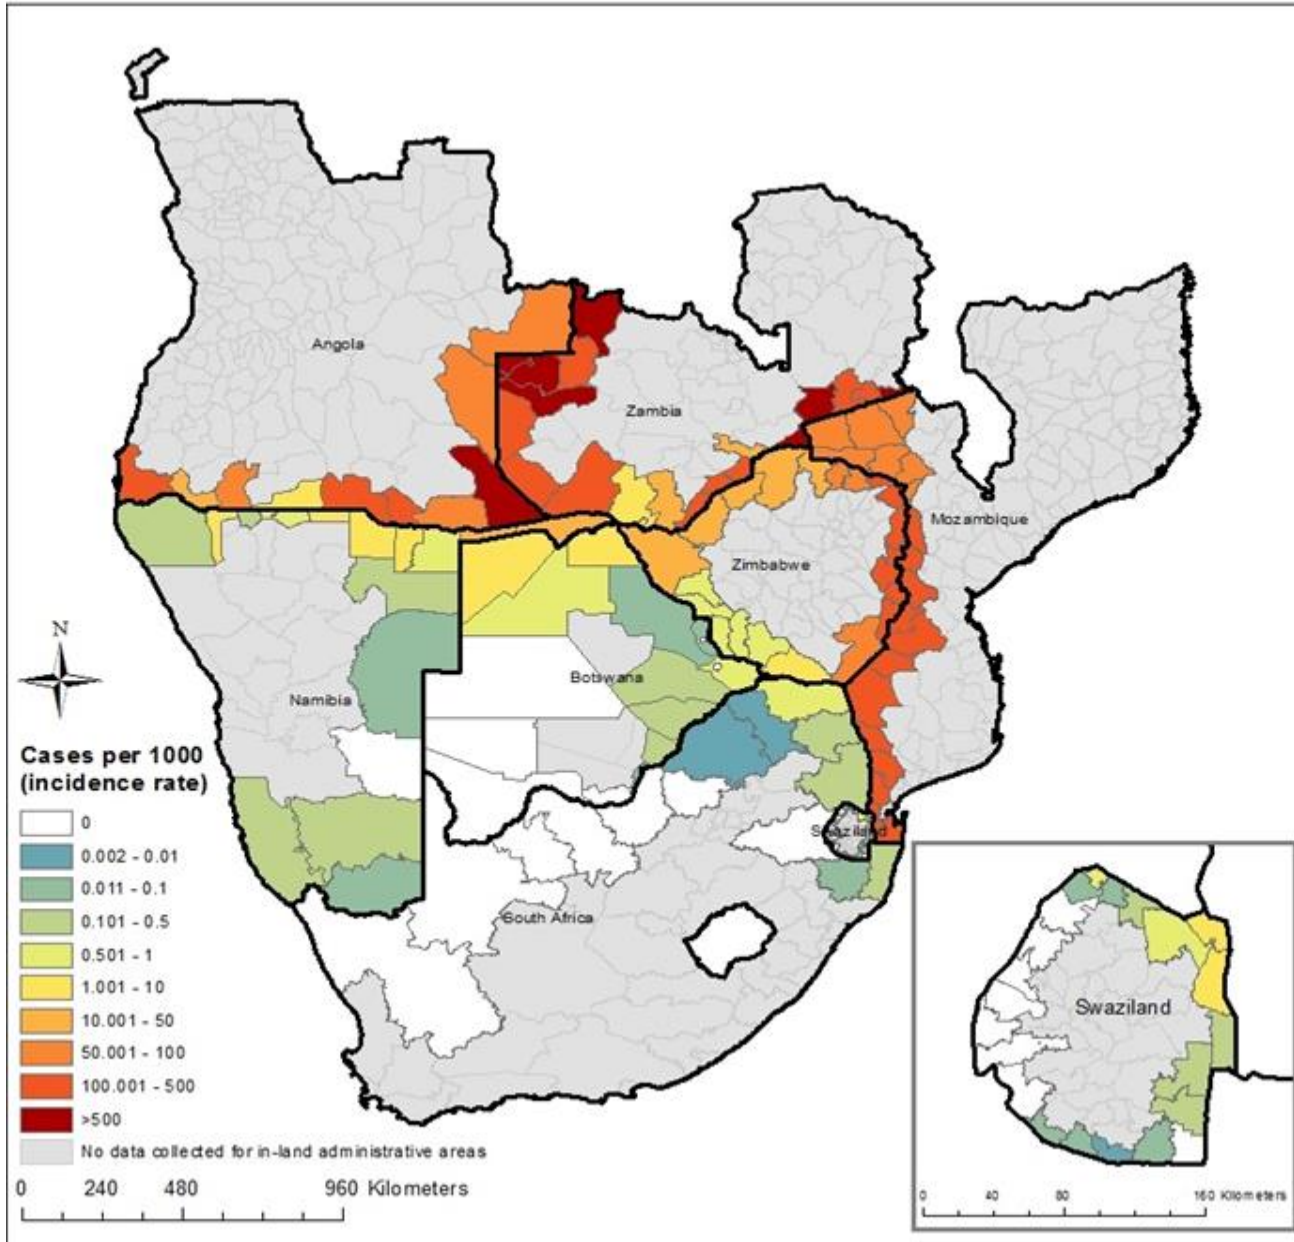 Angola
Zambia
Mozambique
Zimbabwe
N
Botswana
Namibia
Cases per 1000
(incidence rate)
0
0.002 - 0.01
0.011 - 0.1
0.101 - 0.5
0.501 - 1
1.001 - 10
10.001 - 50
50.001 - 100
100.001 - 500
>500
No data collected for in-land administrative areas
0 240 480 960 Kilometers
Swaziland
South Africa
Swaziland
0 40 80 160 Kilometers